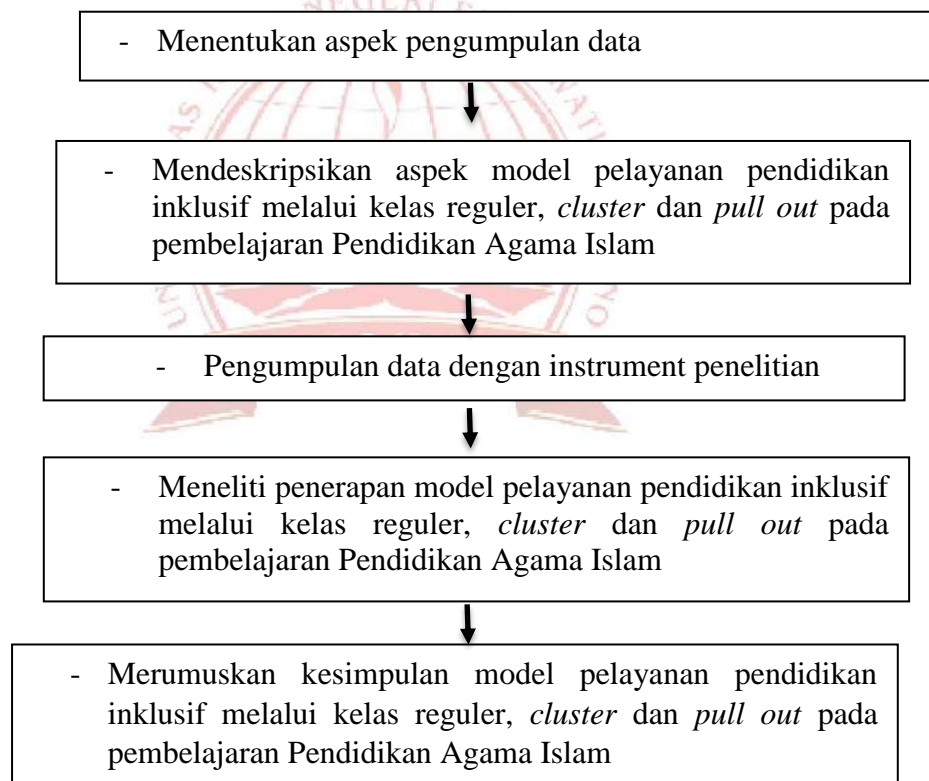 - Menentukan aspek pengumpulan data
- Mendeskripsikan aspek model pelayanan pendidikan
inklusif melalui kelas reguler, cluster dan pull out pada
pembelajaran Pendidikan Agama Islam
- Pengumpulan data dengan instrument penelitian
- Meneliti penerapan model pelayanan pendidikan inklusif
melalui kelas reguler, cluster dan pull out pada
pembelajaran Pendidikan Agama Islam
- Merumuskan kesimpulan model pelayanan pendidikan
inklusif melalui kelas reguler, cluster dan pull out pada
pembelajaran Pendidikan Agama Islam